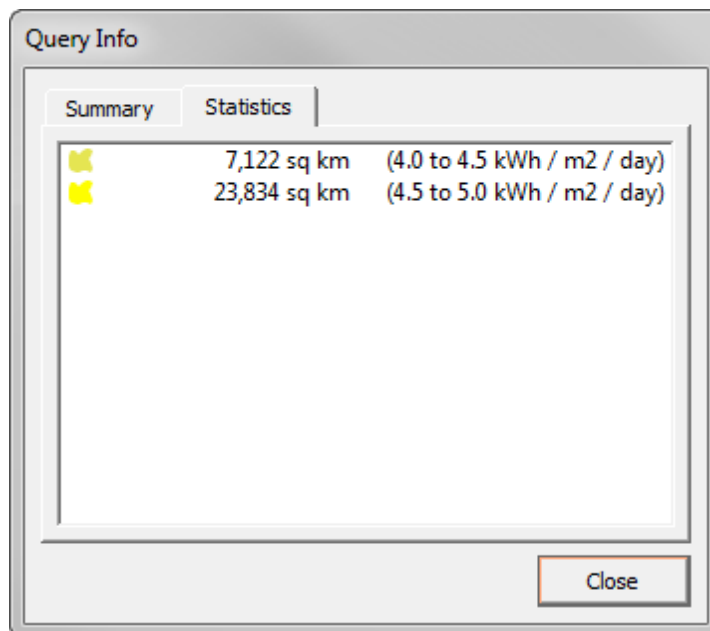 Query Info
Summary Statistics
7,122 sq km (4.0 to 4.5 kWh / m2 / day)
23,834 sq km (4.5 to 5.0 kWh / m2 / day)
Close